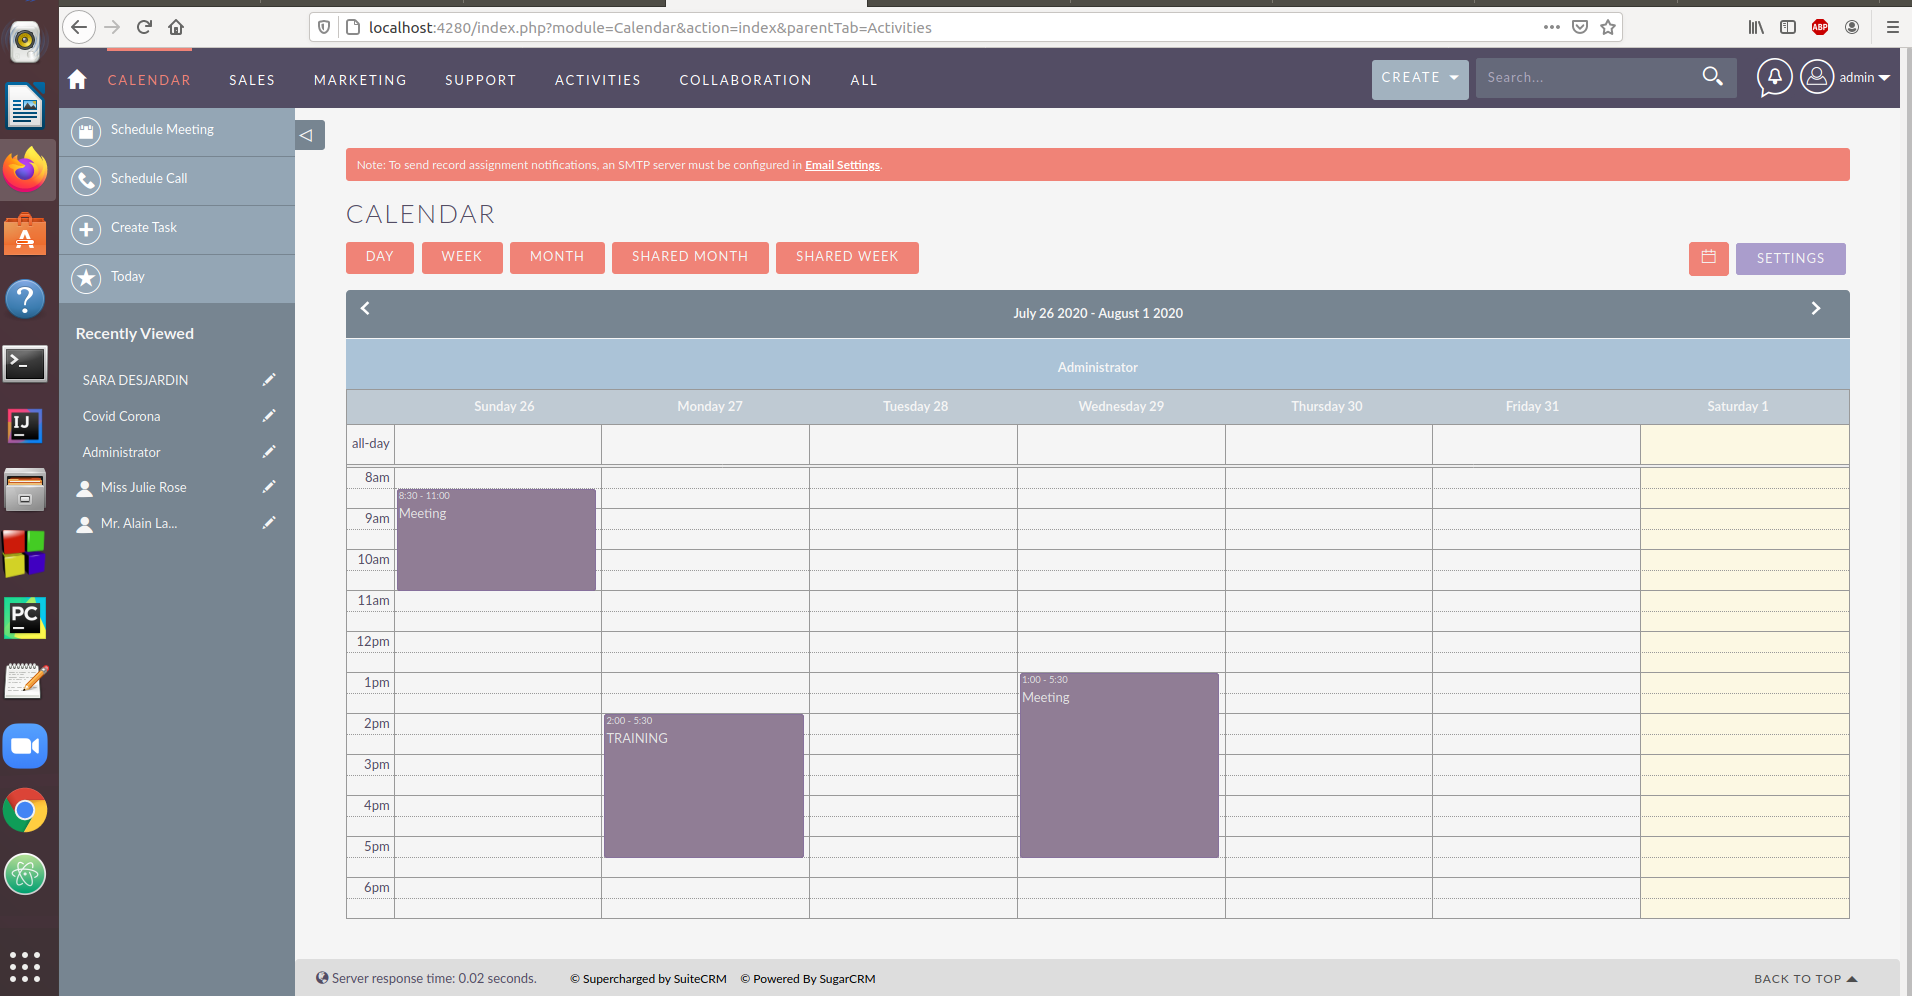 localhost:4280/index.php?module=Calendar&action=index&parentTab=Activities
ABP
CALENDAR SALES MARKETING SUPPORT ACTIVITIES COLLABORATION ALL CREATE Search... admin
Schedule Meeting
Schedule Call
Create Task
Today
Recently Viewed
SARA DESJARDIN
Covid Corona
Administrator
Miss Julie Rose
Mr. Alain La...
Note: To send record assignment notifications, an SMTP server must be configured in Email Settings.
CALENDAR
DAY WEEK MONTH SHARED MONTH SHARED WEEK SETTINGS
July 26 2020 - August 1 2020
Administrator
Sunday 26 Monday 27 Tuesday 28 Wednesday 29 Thursday 30 Friday 31 Saturday 1
all-day
8am
8:30 - 11:00
Meeting
9am
10am
11am
12pm
1pm
1:00 - 5:30
Meeting
2pm
2:00 - 5:30
TRAINING
3pm
4pm
5pm
6pm
Server response time: 0.02 seconds. © Supercharged by SuiteCRM © Powered By SugarCRM BACK TO TOP
A
?
>_
IJ
PC